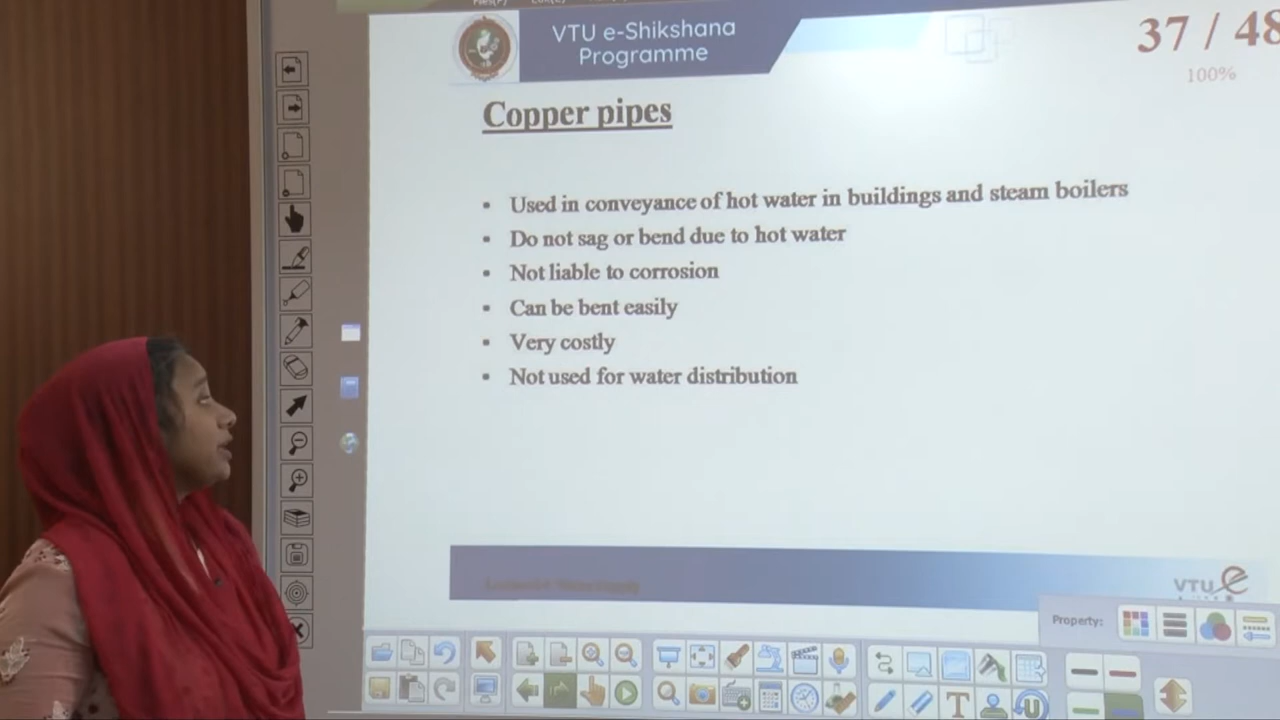 VTU e-Shikshana
Programme
37 / 48
100%
Copper pipes
Used in conveyance of hot water in buildings and steam boilers
Do not sag or bend due to hot water
Not liable to corrosion
Can be bent easily
Very costly
Not used for water distribution
VTU e
Property: